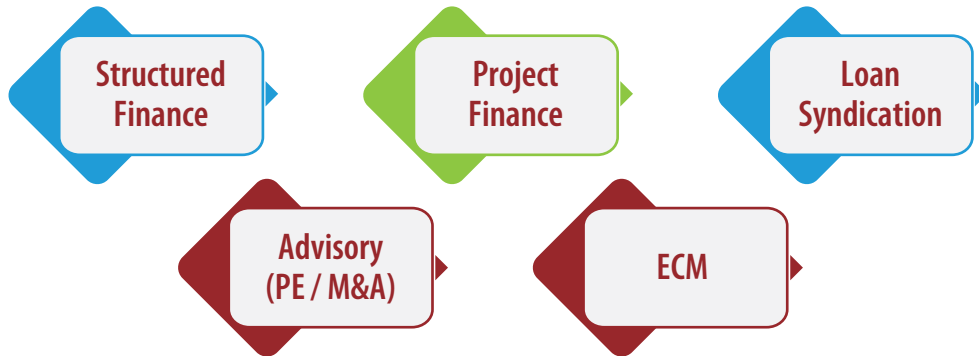 Structured
Finance
Project
Finance
Loan
Syndication
Advisory
(PE / M&A)
ECM